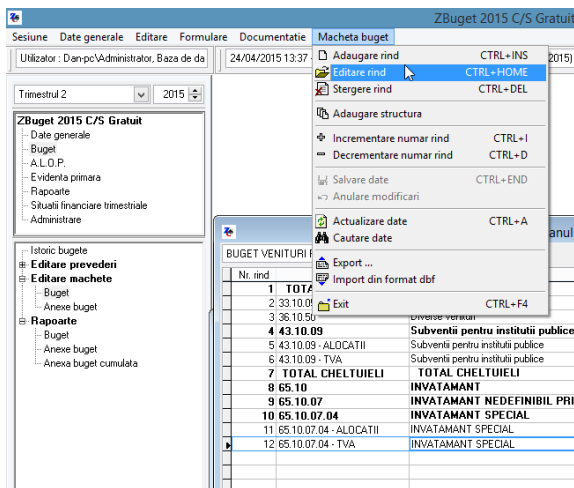 ZBuget 2015 C/S Gratuit
Sesiune Date generale Editare Formulare Documentatie Macheta buget
Utilizator : Dan-pc\Administrator, Baza de da
24/04/2015 13:37
2015)
Trimestrul 2 2015
ZBuget 2015 C/S Gratuit
Date generale
Buget
A.L.O.P.
Evidenta primara
Rapoarte
Situatii financiare trimestriale
Administrare
Istoric bugete
Editare prevederi
Editare machete
Buget
Anexe buget
Rapoarte
Buget
Anexe buget
Anexa buget cumulata
Adaugare rind CTRL+INS
Editare rind CTRL+HOME
Stergere rind CTRL+DEL
Adaugare structura
Incrementare numar rind CTRL+I
Decrementare numar rind CTRL+D
Salvare date CTRL+END
Anulare modificari
Actualizare date CTRL+A
Cautare date
Export ...
Import din format dbf
Exit CTRL+F4
anul
BUGET VENITURI
Nr. rind
1 TOTA
2 33.10.05
3 36.10.50 Diverse venituri
4 43.10.09 Subventii pentru institutii publice
5 43.10.09 - ALOCATII Subventii pentru institutii publice
6 43.10.09 - TVA Subventii pentru institutii publice
7 TOTAL CHELTUIELI TOTAL CHELTUIELI
8 65.10 INVATAMANT
9 65.10.07 INVATAMANT NEDEFINIBIL PRI
10 65.10.07.04 INVATAMANT SPECIAL
11 65.10.07.04 - ALOCATII INVATAMANT SPECIAL
12 65.10.07.04 - TVA INVATAMANT SPECIAL